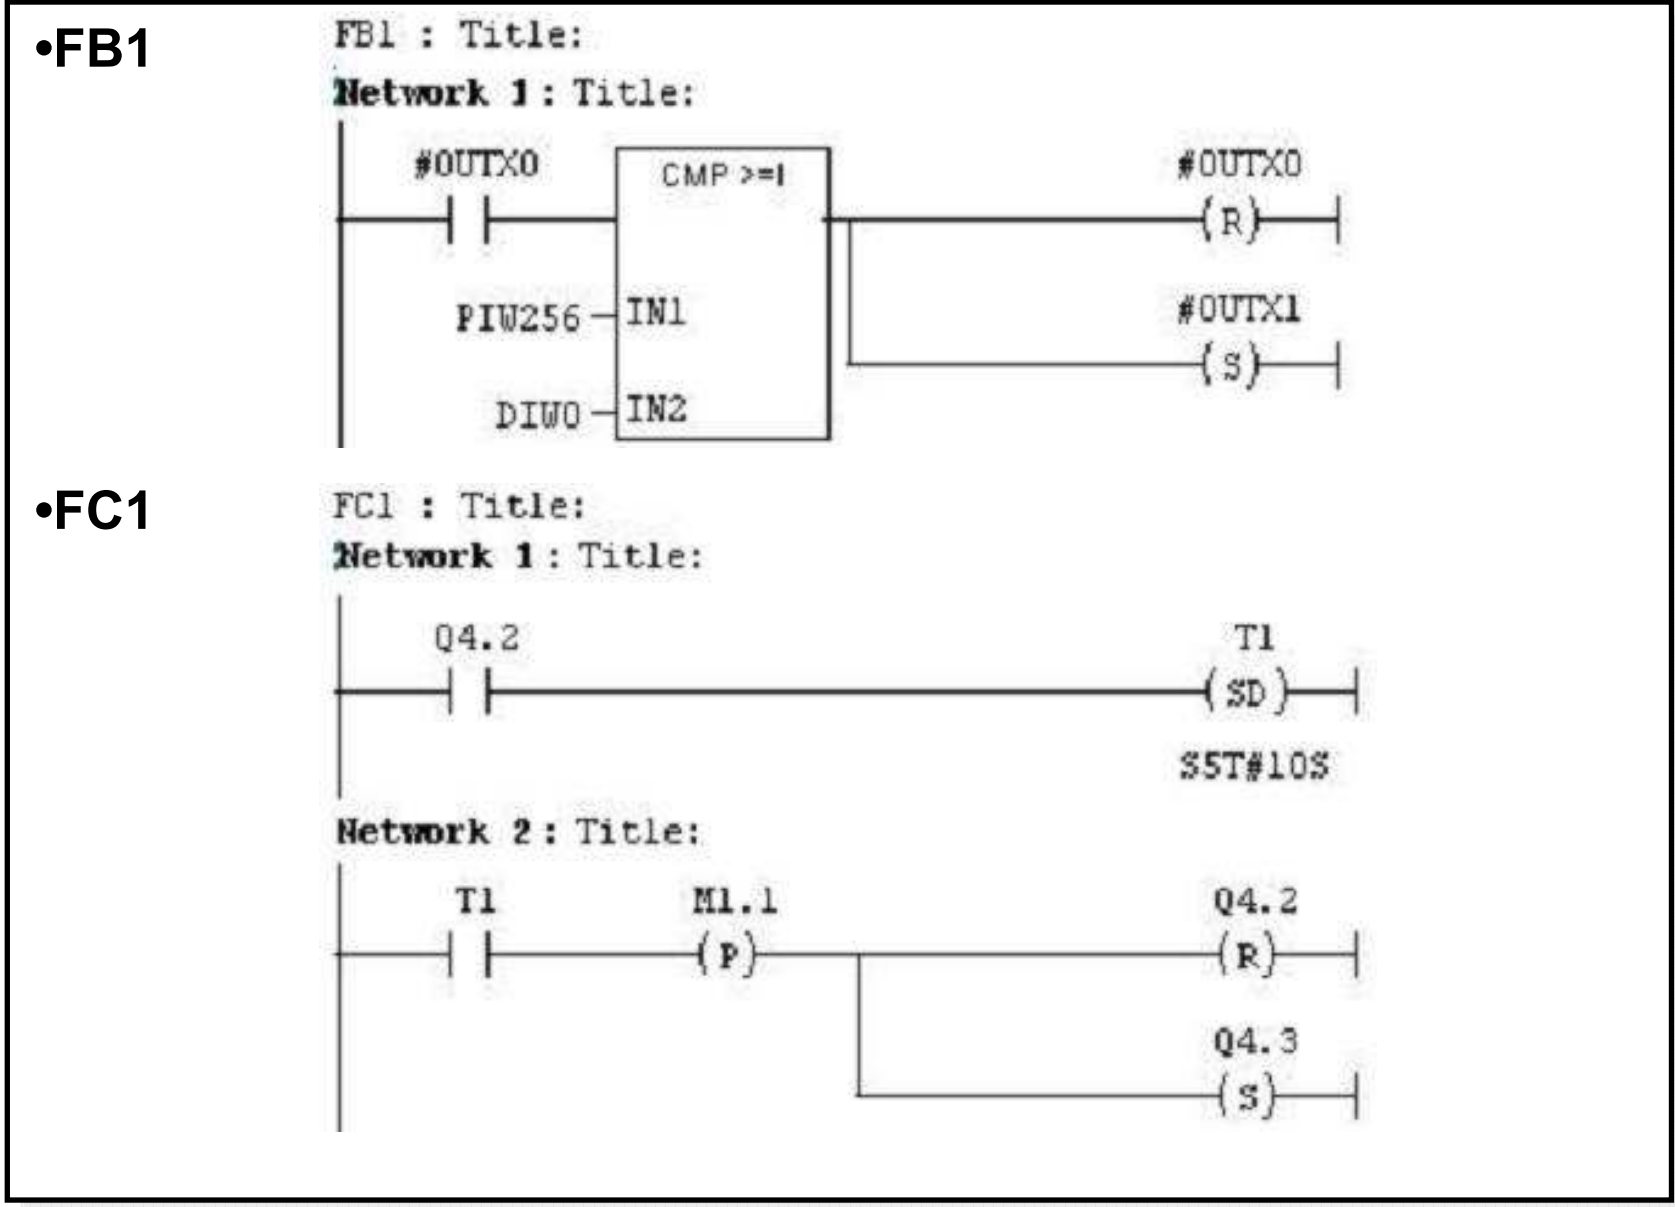 •FB1
FB1 : Title:
Network 1: Title:
#OUTX0
CMP >=I
#OUTX0
(R)
#OUTX1
PIW256
IN1
(S)
DIW0
IN2
•FC1
FC1 : Title:
Network 1: Title:
Q4.2
T1
(SD)
S5T#10S
Network 2: Title:
T1
M1.1
Q4.2
(P)
(R)
Q4.3
(S)